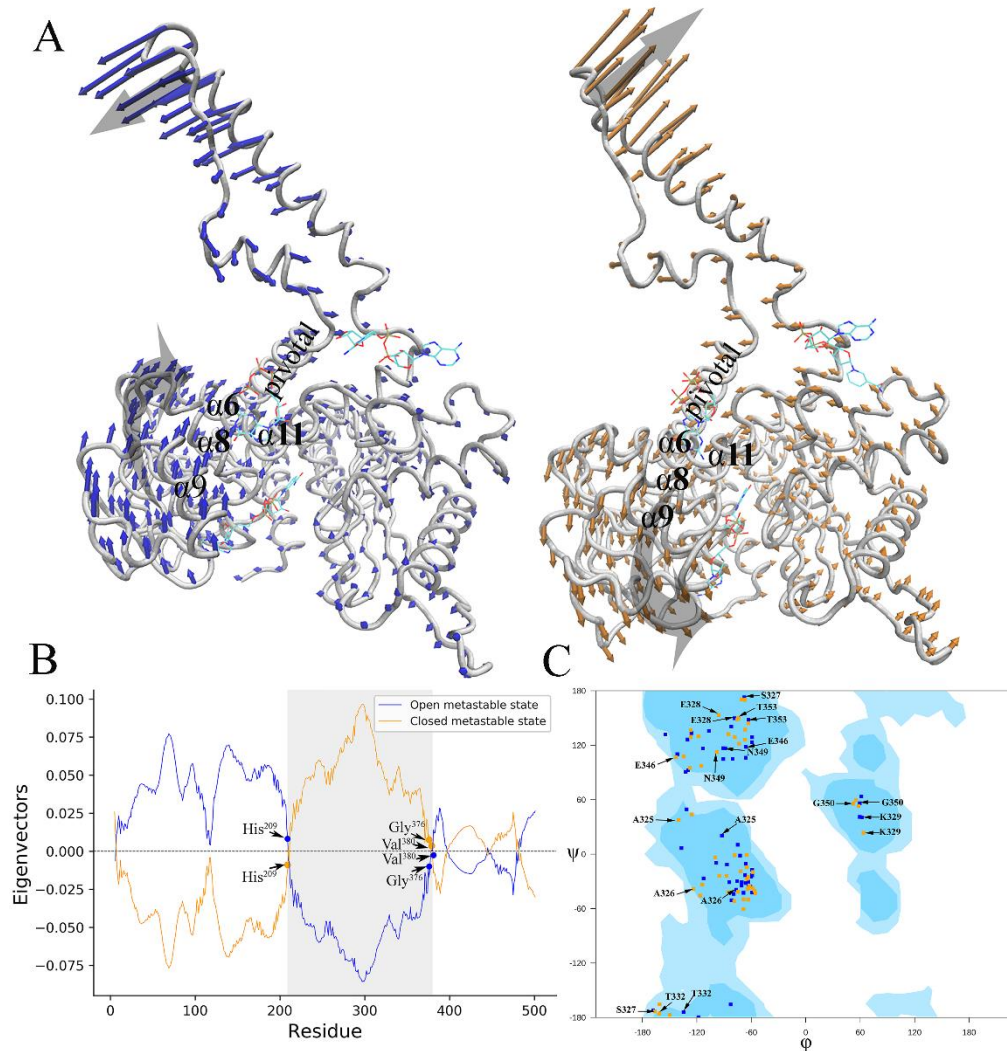 A
pivotal
α6
α8
α11
α9
pivotal
α6
α11
α8
α9
B
C
0.100
0.075
0.050
0.025
0.000
−0.025
−0.050
−0.075
Eigenvectors
Open metastable state
Closed metastable state
His209
His209
Gly376
Val380
Val380
Gly376
0 100 200 300 400 500
Residue
180
120
60
0
-60
-120
-180
ψ
S327
E328
T353
E328
T353
E346
E346
N349
N349
G350
G350
A325
K329
A325
K329
A326
A326
T332
T332
S327
-180 -120 -60 0 60 120 180
φ